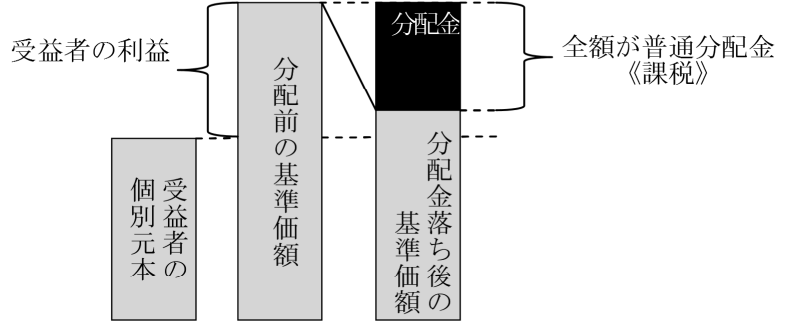 受益者の利益
分配前の基準価額
分配金
全額が普通分配金
《課税》
受益者の
個別元本
分配金落ち後の
基準価額